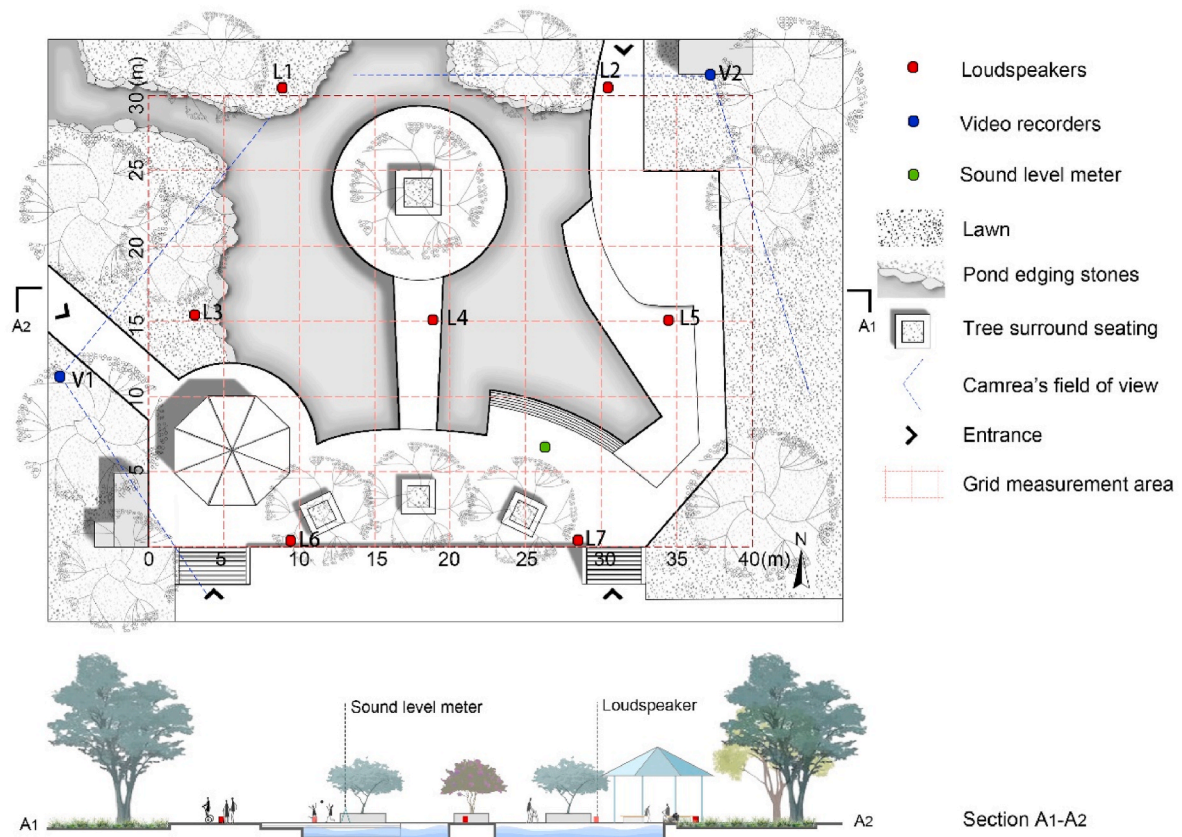 L1
L2
V2
30 (m)
25
20
15
10
5
L3
L4
L5
A2
A1
V1
L6
L7
0 5 10 15 20 25 30 35 40 (m)
N
Loudspeakers
Video recorders
Sound level meter
Lawn
Pond edging stones
Tree surround seating
Camrea's field of view
Entrance
Grid measurement area
Sound level meter
Loudspeaker
A1
A2
Section A1-A2